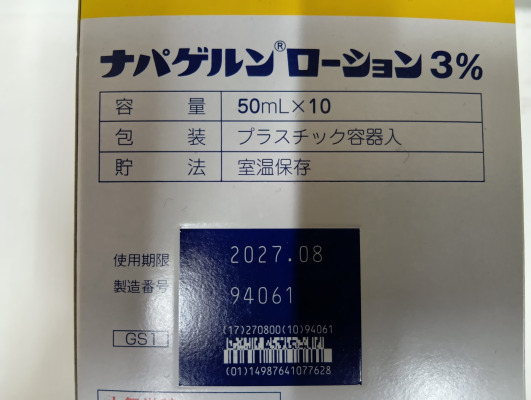 ナパゲルン®ローション3%
容 量 50mL×10
包 装 プラスチック容器入
貯 法 室温保存
使用期限 2027.08
製造番号 94061
(17)270800(10)94061
GS1
(01)14987641077628